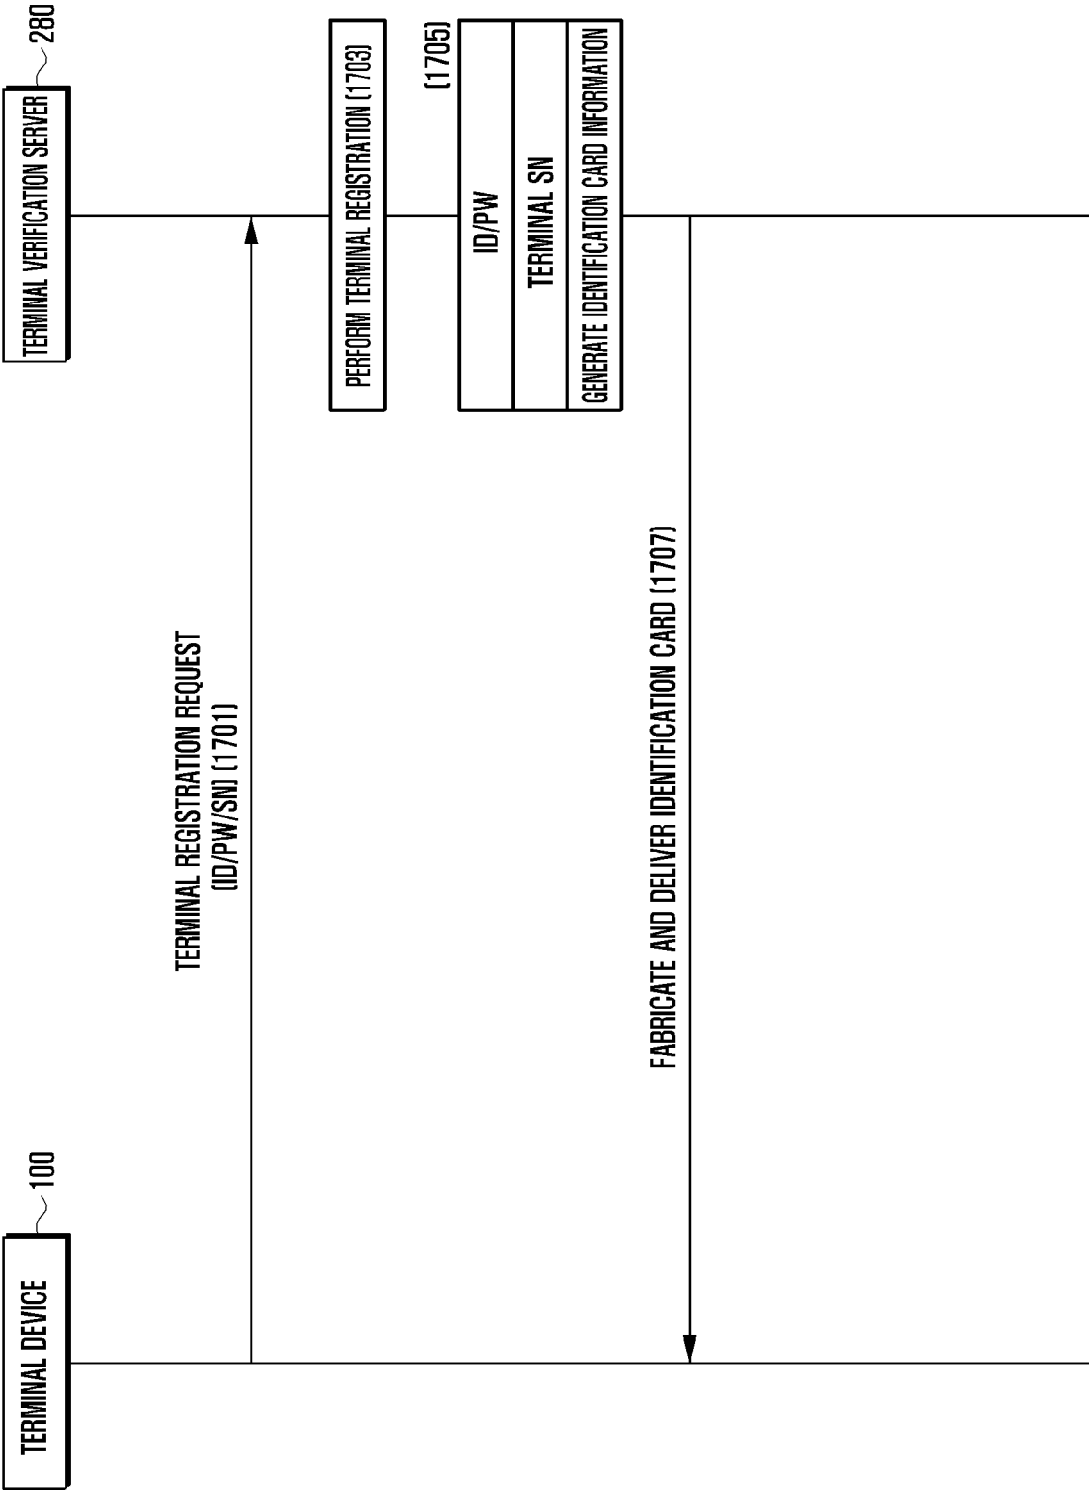 TERMINAL DEVICE
100
TERMINAL VERIFICATION SERVER
280
TERMINAL REGISTRATION REQUEST
(ID/PW/SN) (1701)
PERFORM TERMINAL REGISTRATION (1703)
(1705)
ID/PW
TERMINAL SN
GENERATE IDENTIFICATION CARD INFORMATION
FABRICATE AND DELIVER IDENTIFICATION CARD (1707)